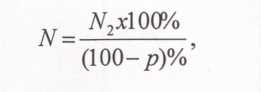 N = N₂x100% / (100 − p)%,